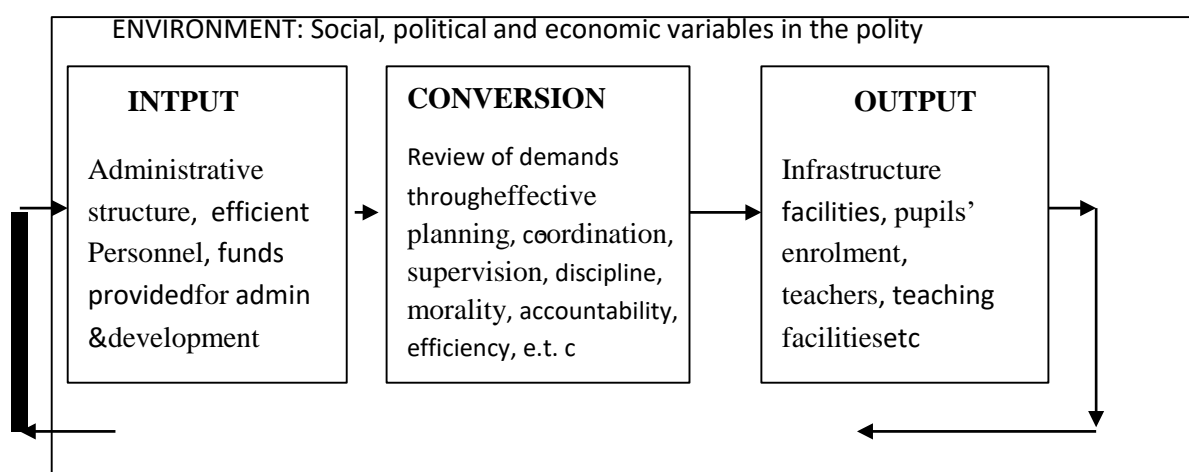 ENVIRONMENT: Social, political and economic variables in the polity
INTPUT
Administrative
structure, efficient
Personnel, funds
providedfor admin
&development
CONVERSION
Review of demands
througheffective
planning, coordination,
supervision, discipline,
morality, accountability,
efficiency, e.t. c
OUTPUT
Infrastructure
facilities, pupils’
enrolment,
teachers, teaching
facilitiesetc